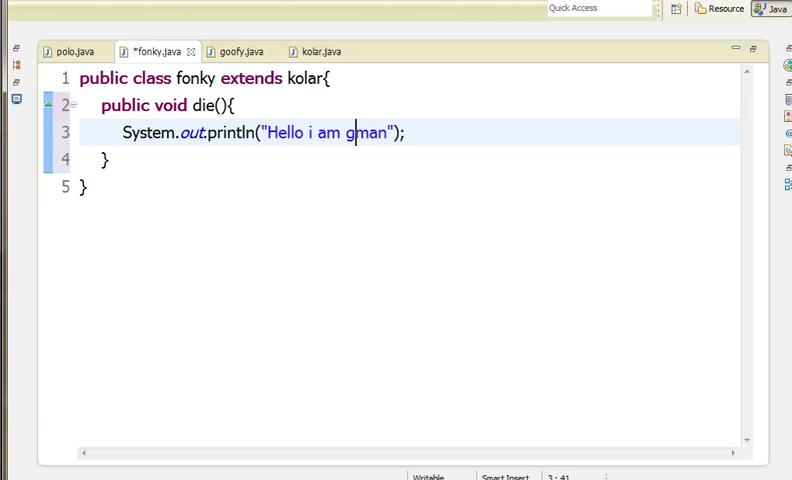 Quick Access
Resource
Java
polo.java
*fonky.java
goofy.java
kolar.java
1 public class fonky extends kolar{
2 public void die(){
3 System.out.println("Hello i am gman");
4 }
5 }
Writable
Smart Insert
3 : 41